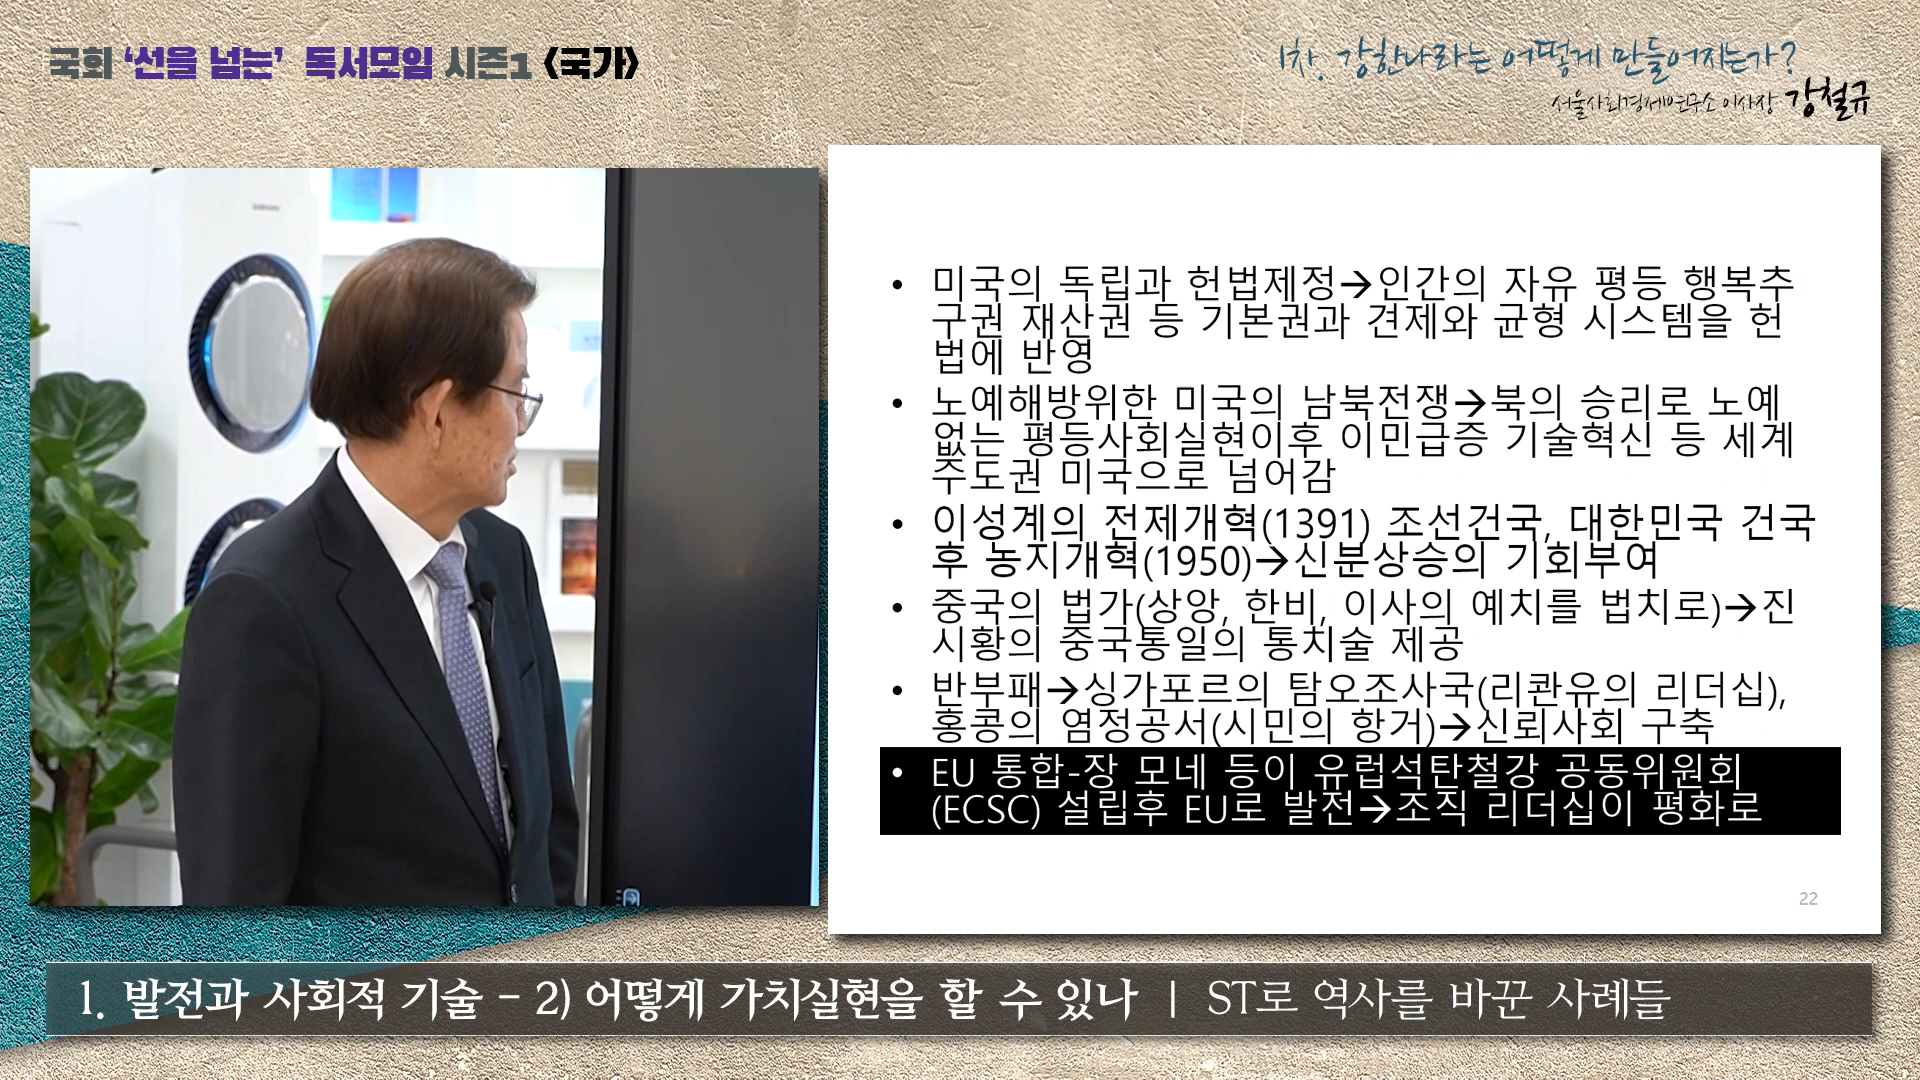 국회 ‘선을 넘는’ 독서모임 시즌1 〈국가〉
1차. 강한나라는 어떻게 만들어지는가?
서울사회경제연구소 이사장 강철규
• 미국의 독립과 헌법제정→인간의 자유 평등 행복추
구권 재산권 등 기본권과 견제와 균형 시스템을 헌
법에 반영
• 노예해방위한 미국의 남북전쟁→북의 승리로 노예
없는 평등사회실현이후 이민급증 기술혁신 등 세계
주도권 미국으로 넘어감
• 이성계의 전제개혁(1391) 조선건국, 대한민국 건국
후 농지개혁(1950)→신분상승의 기회부여
• 중국의 법가(상앙, 한비, 이사의 예치를 법치로)→진
시황의 중국통일의 통치술 제공
• 반부패→싱가포르의 탐오조사국(리콴유의 리더십),
홍콩의 염정공서(시민의 항거)→신뢰사회 구축
• EU 통합-장 모네 등이 유럽석탄철강 공동위원회
(ECSC) 설립후 EU로 발전→조직 리더십이 평화로
22
1. 발전과 사회적 기술 - 2) 어떻게 가치실현을 할 수 있나 | ST로 역사를 바꾼 사례들